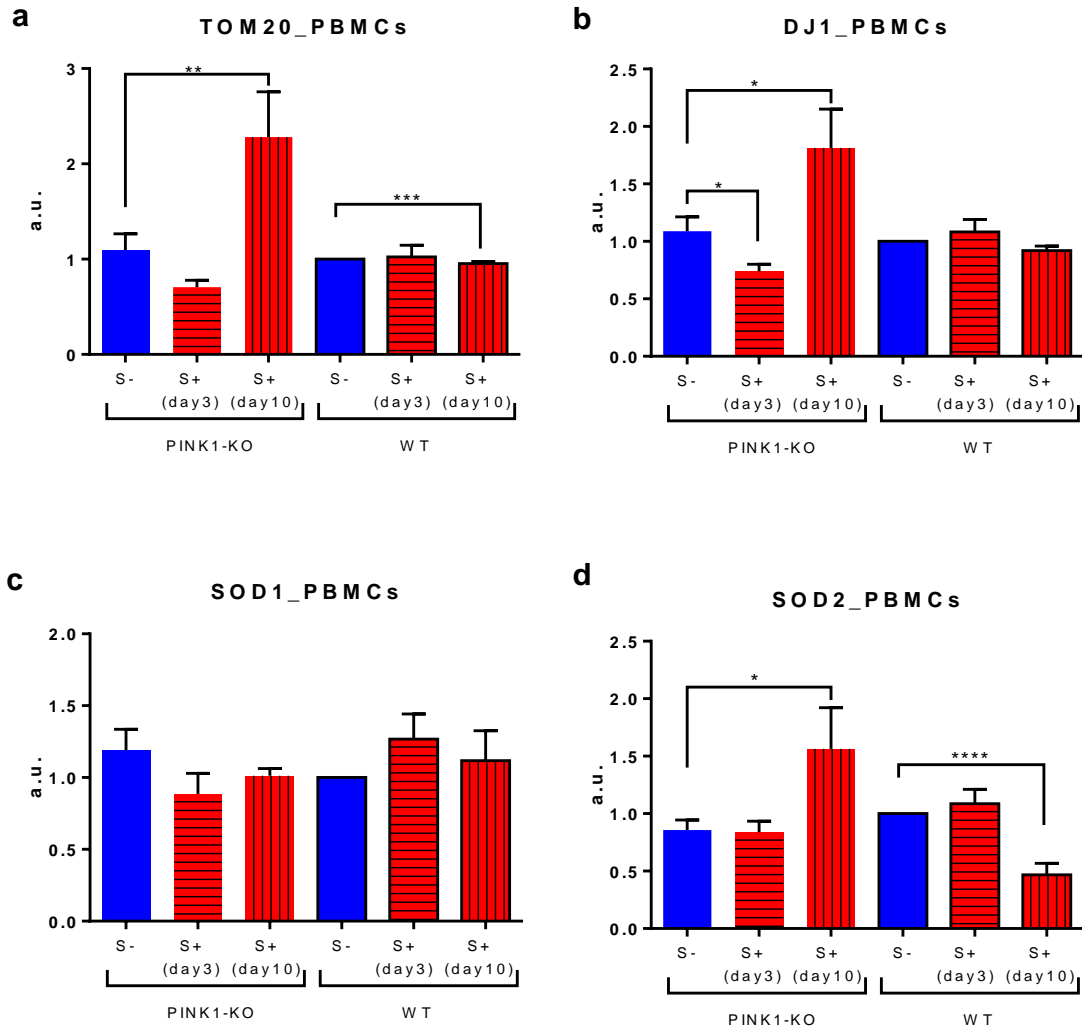 a
TOM20_PBMCs
3
2
1
0
a.u.
**
***
S- S+ S+ S- S+ S+
(day3) (day10) (day3) (day10)
PINK1-KO WT
b
DJ1_PBMCs
2.5
2.0
1.5
1.0
0.5
0.0
a.u.
*
*
S- S+ S+ S- S+ S+
(day3) (day10) (day3) (day10)
PINK1-KO WT
c
SOD1_PBMCs
2.0
1.5
1.0
0.5
0.0
a.u.
S- S+ S+ S- S+ S+
(day3) (day10) (day3) (day10)
PINK1-KO WT
d
SOD2_PBMCs
2.5
2.0
1.5
1.0
0.5
0.0
a.u.
*
****
S- S+ S+ S- S+ S+
(day3) (day10) (day3) (day10)
PINK1-KO WT